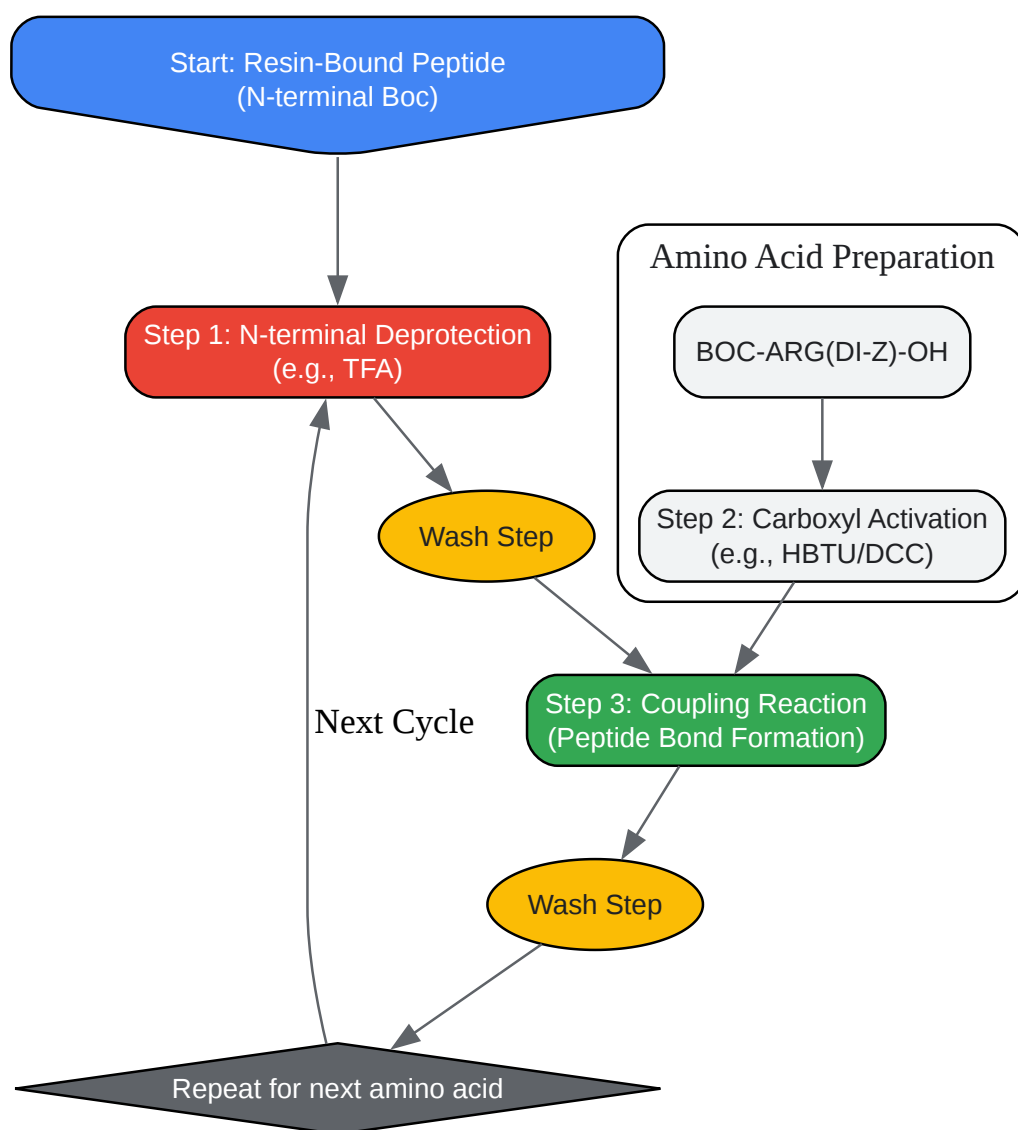 Start: Resin-Bound Peptide
(N-terminal Boc)
Amino Acid Preparation
Step 1: N-terminal Deprotection
(e.g., TFA)
BOC-ARG(DI-Z)-OH
Wash Step
Step 2: Carboxyl Activation
(e.g., HBTU/DCC)
Step 3: Coupling Reaction
(Peptide Bond Formation)
Next Cycle
Wash Step
Repeat for next amino acid